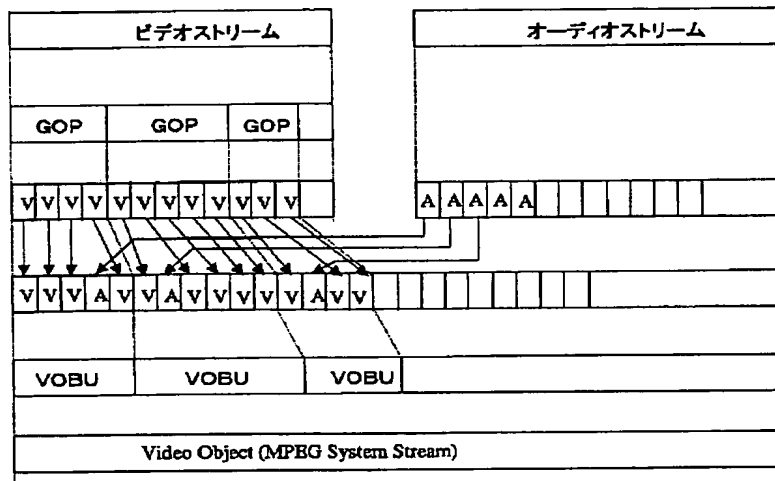 ビデオストリーム
オーディオストリーム
GOP GOP GOP
V V V V V V V V V V V V
A A A A A
V V V A V V A V V V V V A V V
VOBU VOBU VOBU
Video Object (MPEG System Stream)